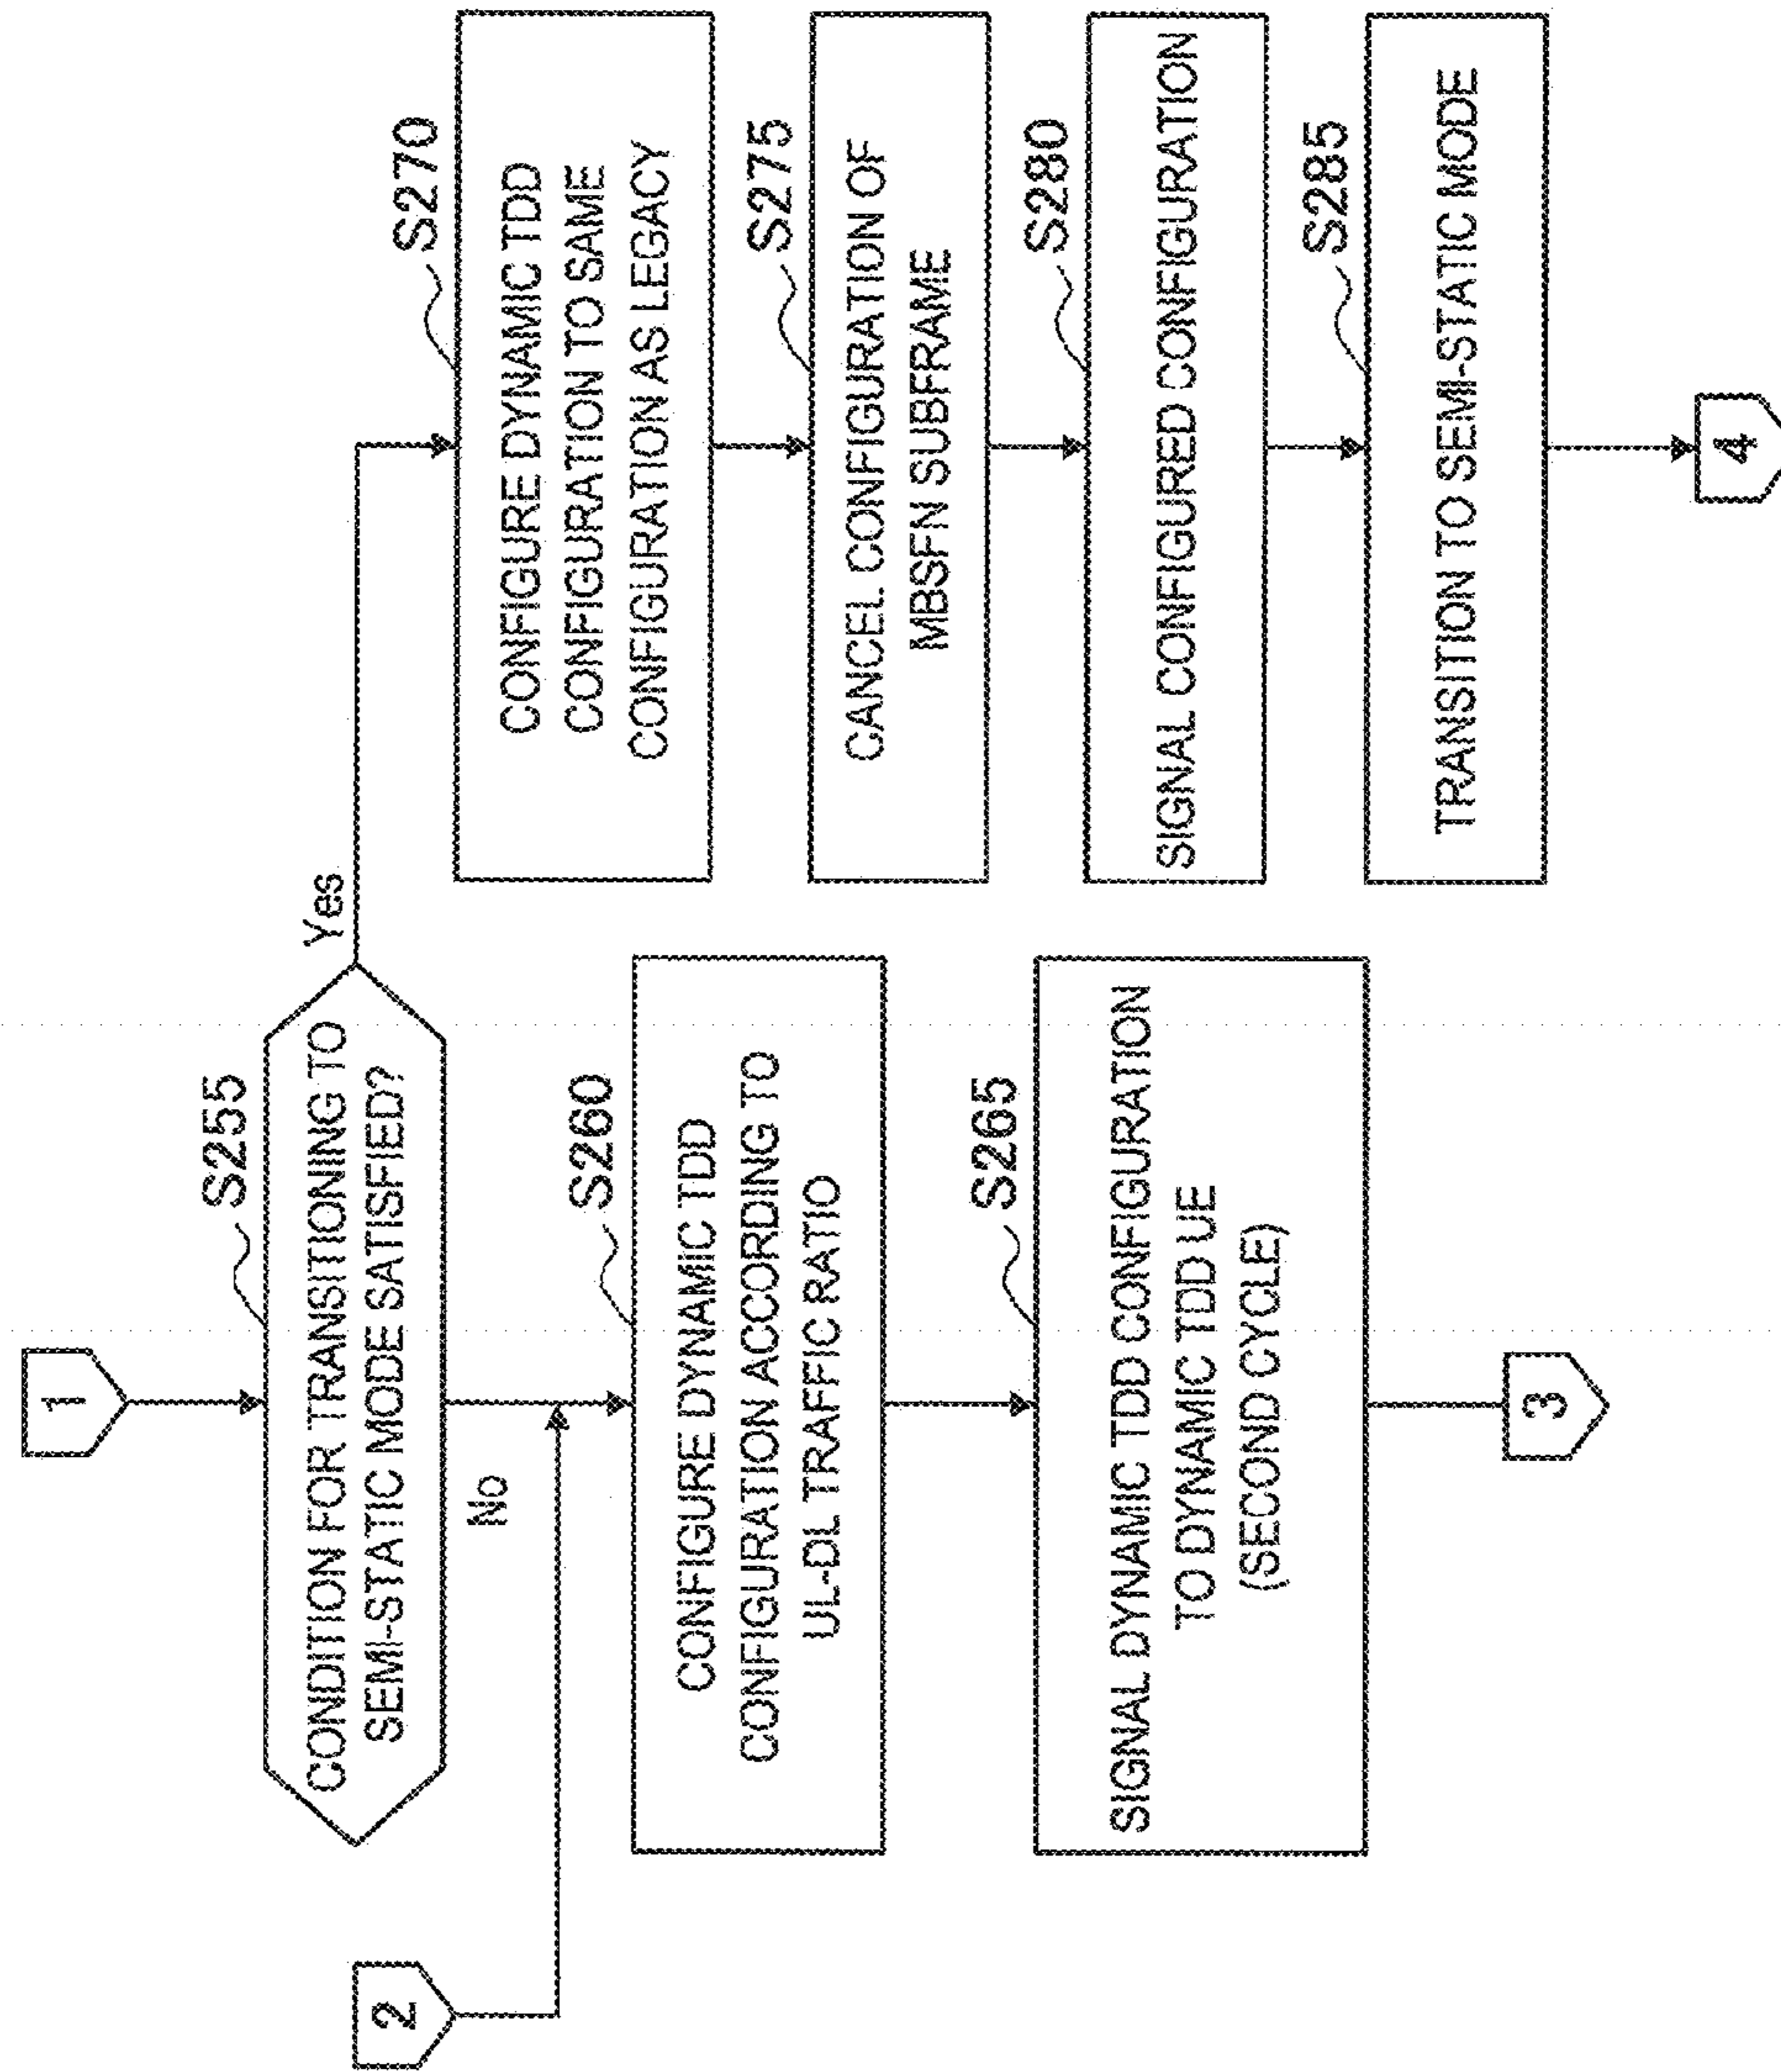 1
S255
CONDITION FOR TRANSITIONING TO
SEMI-STATIC MODE SATISFIED?
Yes
No
2
S260
CONFIGURE DYNAMIC TDD
CONFIGURATION ACCORDING TO
UL-DL TRAFFIC RATIO
S265
SIGNAL DYNAMIC TDD CONFIGURATION
TO DYNAMIC TDD UE
(SECOND CYCLE)
3
S270
CONFIGURE DYNAMIC TDD
CONFIGURATION TO SAME
CONFIGURATION AS LEGACY
S275
CANCEL CONFIGURATION OF
MBSFN SUBFRAME
S280
SIGNAL CONFIGURED CONFIGURATION
S285
TRANSITION TO SEMI-STATIC MODE
4